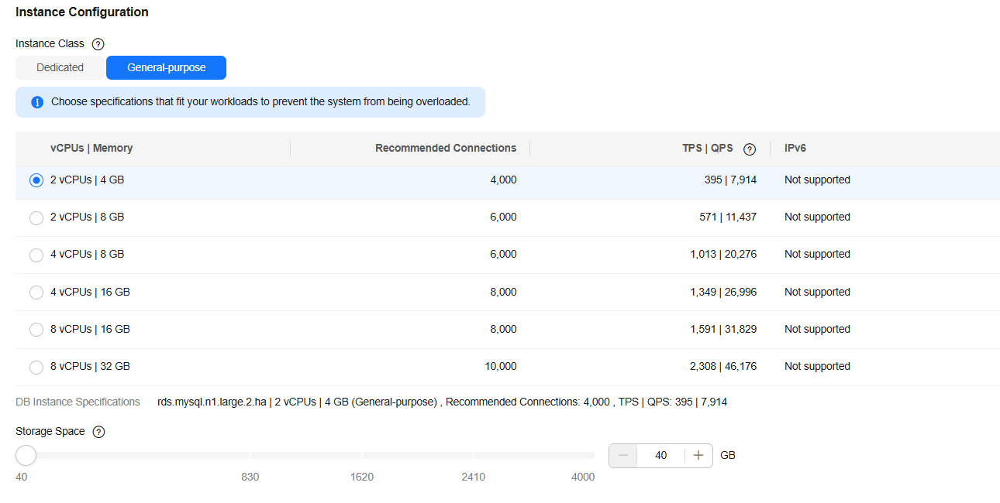 Instance Configuration
Instance Class ?
Dedicated General-purpose
i Choose specifications that fit your workloads to prevent the system from being overloaded.
vCPUs | Memory Recommended Connections TPS | QPS ? IPv6
2 vCPUs | 4 GB 4,000 395 | 7,914 Not supported
2 vCPUs | 8 GB 6,000 571 | 11,437 Not supported
4 vCPUs | 8 GB 6,000 1,013 | 20,276 Not supported
4 vCPUs | 16 GB 8,000 1,349 | 26,996 Not supported
8 vCPUs | 16 GB 8,000 1,591 | 31,829 Not supported
8 vCPUs | 32 GB 10,000 2,308 | 46,176 Not supported
DB Instance Specifications rds.mysql.n1.large.2.ha | 2 vCPUs | 4 GB (General-purpose) , Recommended Connections: 4,000 , TPS | QPS: 395 | 7,914
Storage Space ?
− 40 + GB
40 830 1620 2410 4000